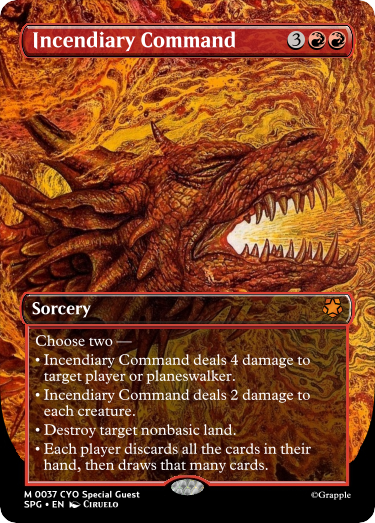 Incendiary Command 3
Sorcery
Choose two —
• Incendiary Command deals 4 damage to
target player or planeswalker.
• Incendiary Command deals 2 damage to
each creature.
• Destroy target nonbasic land.
• Each player discards all the cards in their
hand, then draws that many cards.
M 0037 CYO Special Guest
SPG • EN Ciruelo
©Grapple